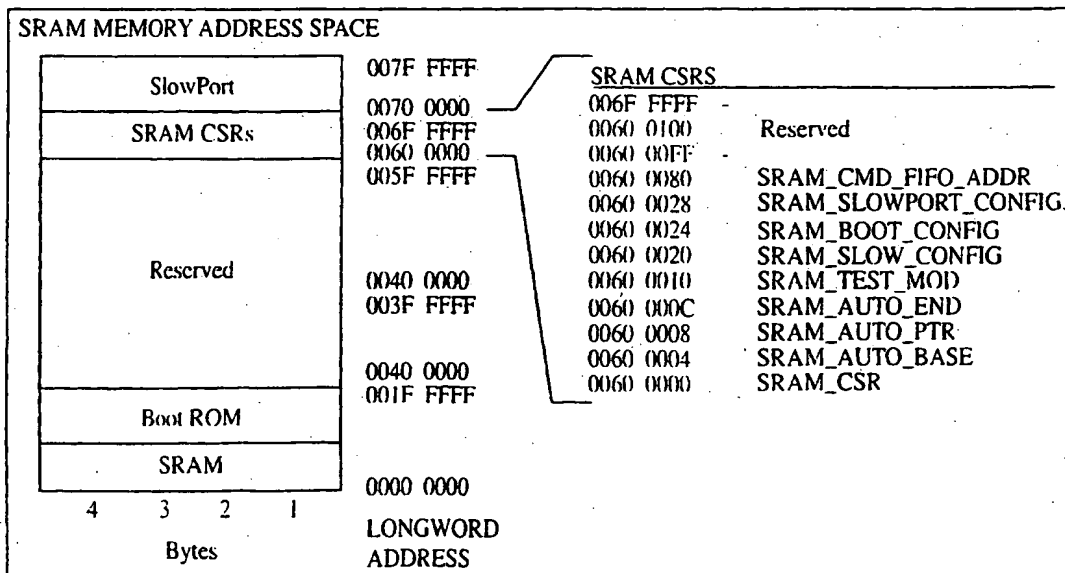 SRAM MEMORY ADDRESS SPACE
SlowPort
SRAM CSRs
Reserved
Boot ROM
SRAM
4 3 2 1
Bytes
007F FFFF
0070 0000
006F FFFF
0060 0000
005F FFFF
0040 0000
003F FFFF
0040 0000
001F FFFF
0000 0000
LONGWORD
ADDRESS
SRAM CSRS
006F FFFF -
0060 0100 Reserved
0060 00FF -
0060 0080 SRAM_CMD_FIFO_ADDR
0060 0028 SRAM_SLOWPORT_CONFIG
0060 0024 SRAM_BOOT_CONFIG
0060 0020 SRAM_SLOW_CONFIG
0060 0010 SRAM_TEST_MOD
0060 000C SRAM_AUTO_END
0060 0008 SRAM_AUTO_PTR
0060 0004 SRAM_AUTO_BASE
0060 0000 SRAM_CSR